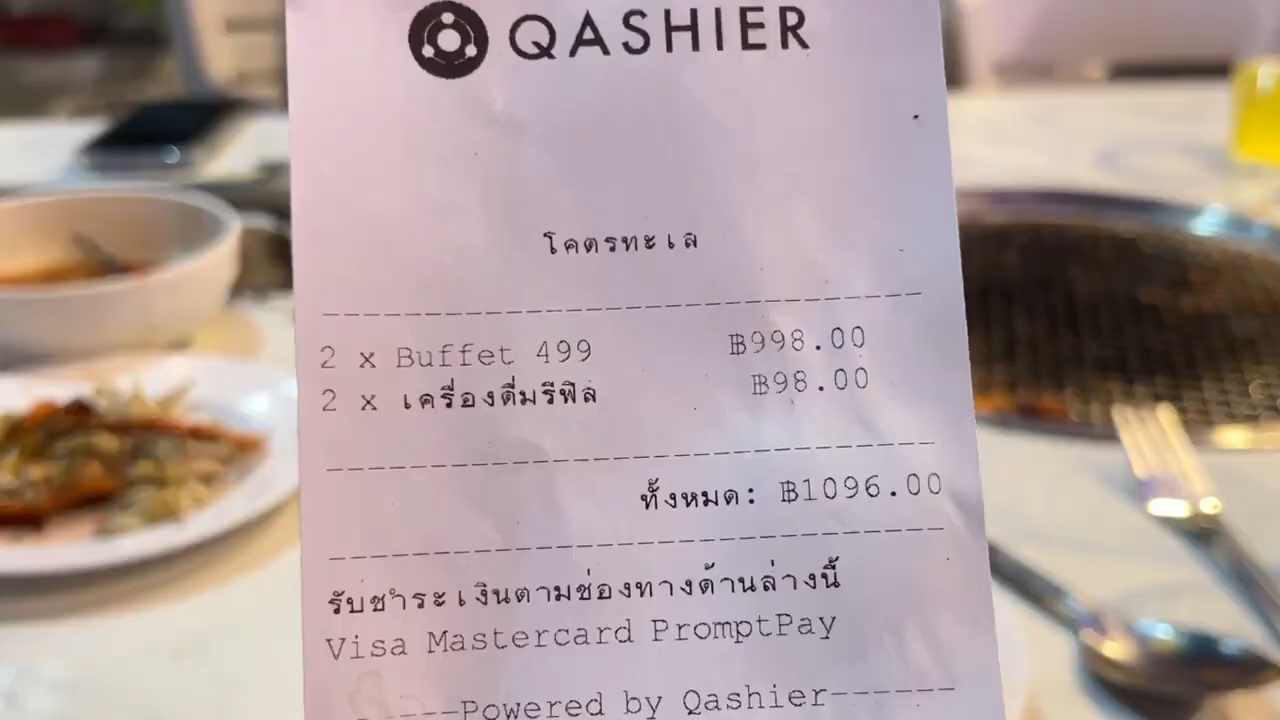 QASHIER
โคตรทะเล
2 x Buffet 499 ฿998.00
2 x เครื่องดื่มรีฟิล ฿98.00
ทั้งหมด: ฿1096.00
รับชำระเงินตามช่องทางด้านล่างนี้
Visa Mastercard PromptPay
-----Powered by Qashier------